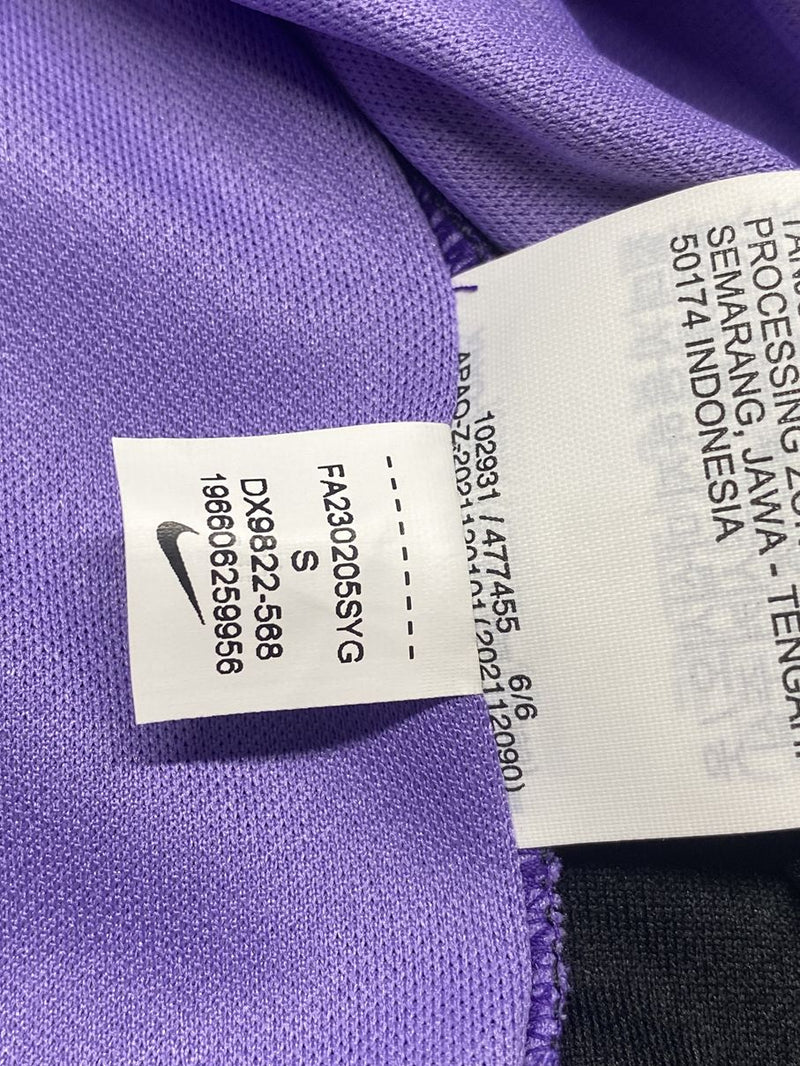 FA230205SYG
S
DX9822-568
196606259956
PROCESSING
SEMARANG, JAWA - TENGAH
50174 INDONESIA
102931 / 477455 6/6